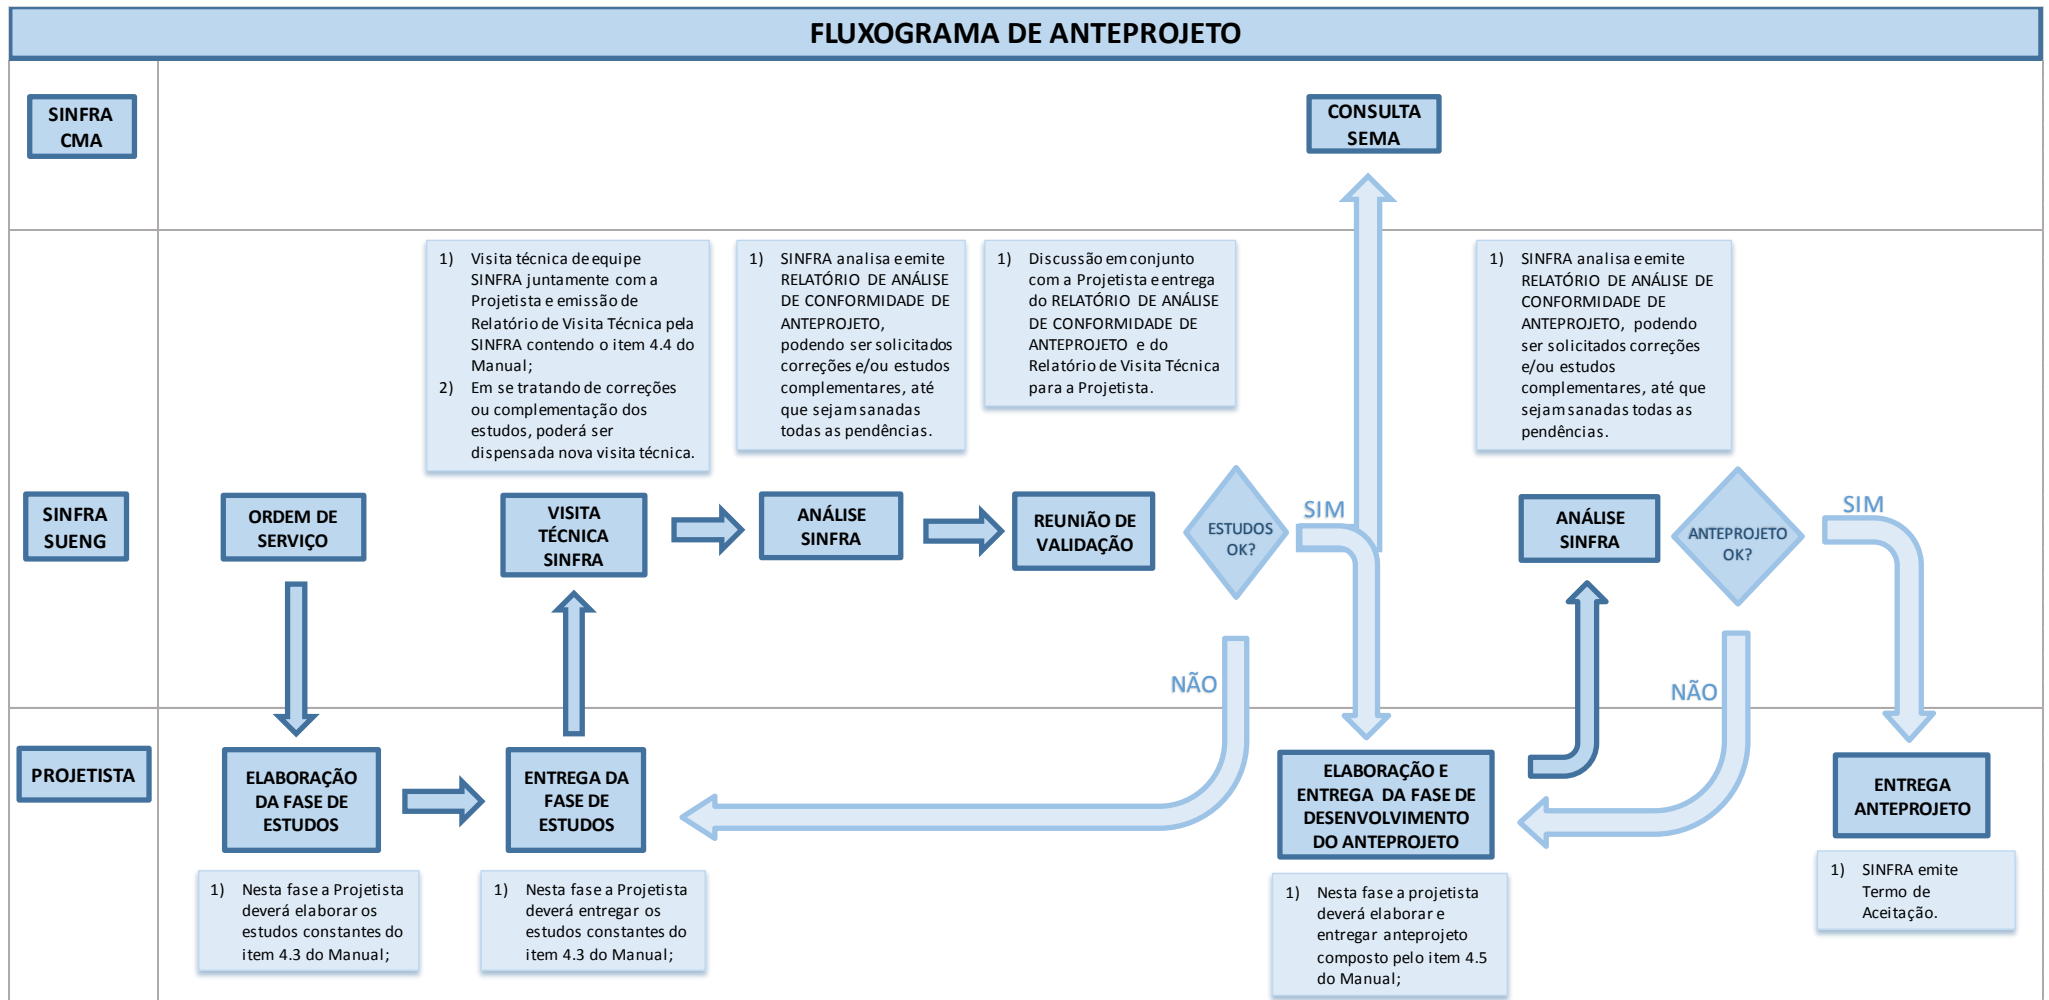 FLUXOGRAMA DE ANTEPROJETO
SINFRA
CMA
CONSULTA
SEMA
1) Visita técnica de equipe
SINFRA juntamente com a
Projetista e emissão de
Relatório de Visita Técnica pela
SINFRA contendo o item 4.4 do
Manual;
2) Em se tratando de correções
ou complementação dos
estudos, poderá ser
dispensada nova visita técnica.
1) SINFRA analisa e emite
RELATÓRIO DE ANÁLISE
DE CONFORMIDADE DE
ANTEPROJETO,
podendo ser solicitados
correções e/ou estudos
complementares, até
que sejam sanadas
todas as pendências.
1) Discussão em conjunto
com a Projetista e entrega
do RELATÓRIO DE ANÁLISE
DE CONFORMIDADE DE
ANTEPROJETO e do
Relatório de Visita Técnica
para a Projetista.
1) SINFRA analisa e emite
RELATÓRIO DE ANÁLISE DE
CONFORMIDADE DE
ANTEPROJETO, podendo
ser solicitados correções
e/ou estudos
complementares, até que
sejam sanadas todas as
pendências.
SINFRA
SUENG
ORDEM DE
SERVIÇO
VISITA
TÉCNICA
SINFRA
ANÁLISE
SINFRA
REUNIÃO DE
VALIDAÇÃO
ESTUDOS
OK?
SIM
ANÁLISE
SINFRA
ANTEPROJETO
OK?
SIM
NÃO
NÃO
PROJETISTA
ELABORAÇÃO
DA FASE DE
ESTUDOS
ENTREGA DA
FASE DE
ESTUDOS
ELABORAÇÃO E
ENTREGA DA FASE DE
DESENVOLVIMENTO
DO ANTEPROJETO
ENTREGA
ANTEPROJETO
1) Nesta fase a Projetista
deverá elaborar os
estudos constantes do
item 4.3 do Manual;
1) Nesta fase a Projetista
deverá entregar os
estudos constantes do
item 4.3 do Manual;
1) Nesta fase a projetista
deverá elaborar e
entregar anteprojeto
composto pelo item 4.5
do Manual;
1) SINFRA emite
Termo de
Aceitação.